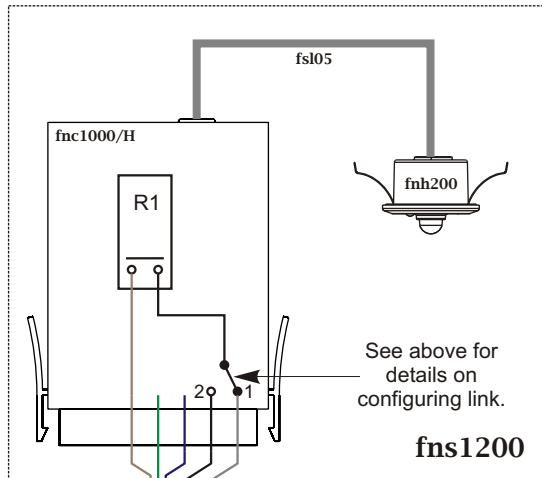 fsl05
fnc1000/H
fnh200
R1
See above for
details on
configuring link.
2
1
fns1200